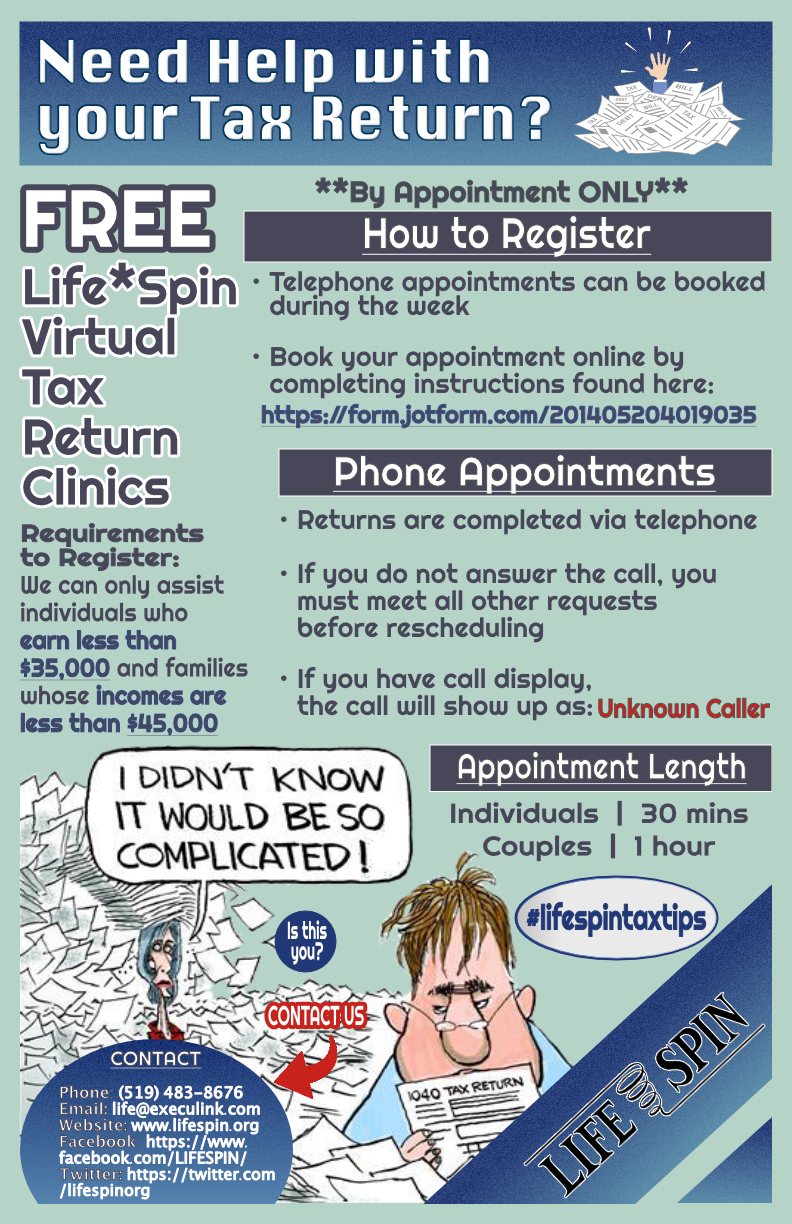 Need Help with
your Tax Return?
TAX
BILL
DEBT
DEBT
BILL
DEBT
TAX
**By Appointment ONLY**
FREE
Life*Spin
Virtual
Tax
Return
Clinics
Requirements
to Register:
We can only assist
individuals who
earn less than
$35,000 and families
whose incomes are
less than $45,000
How to Register
• Telephone appointments can be booked
during the week
• Book your appointment online by
completing instructions found here:
https://form.jotform.com/201405204019035
Phone Appointments
• Returns are completed via telephone
• If you do not answer the call, you
must meet all other requests
before rescheduling
• If you have call display,
the call will show up as: Unknown Caller
Appointment Length
Individuals | 30 mins
Couples | 1 hour
I DIDN'T KNOW
IT WOULD BE SO
COMPLICATED!
#lifespintaxtips
Is this
you?
CONTACT US
1040 TAX RETURN
CONTACT
Phone: (519) 483-8676
Email: life@execulink.com
Website: www.lifespin.org
Facebook: https://www.
facebook.com/LIFESPIN/
Twitter: https://twitter.com
/lifespinorg
LIFE SPIN